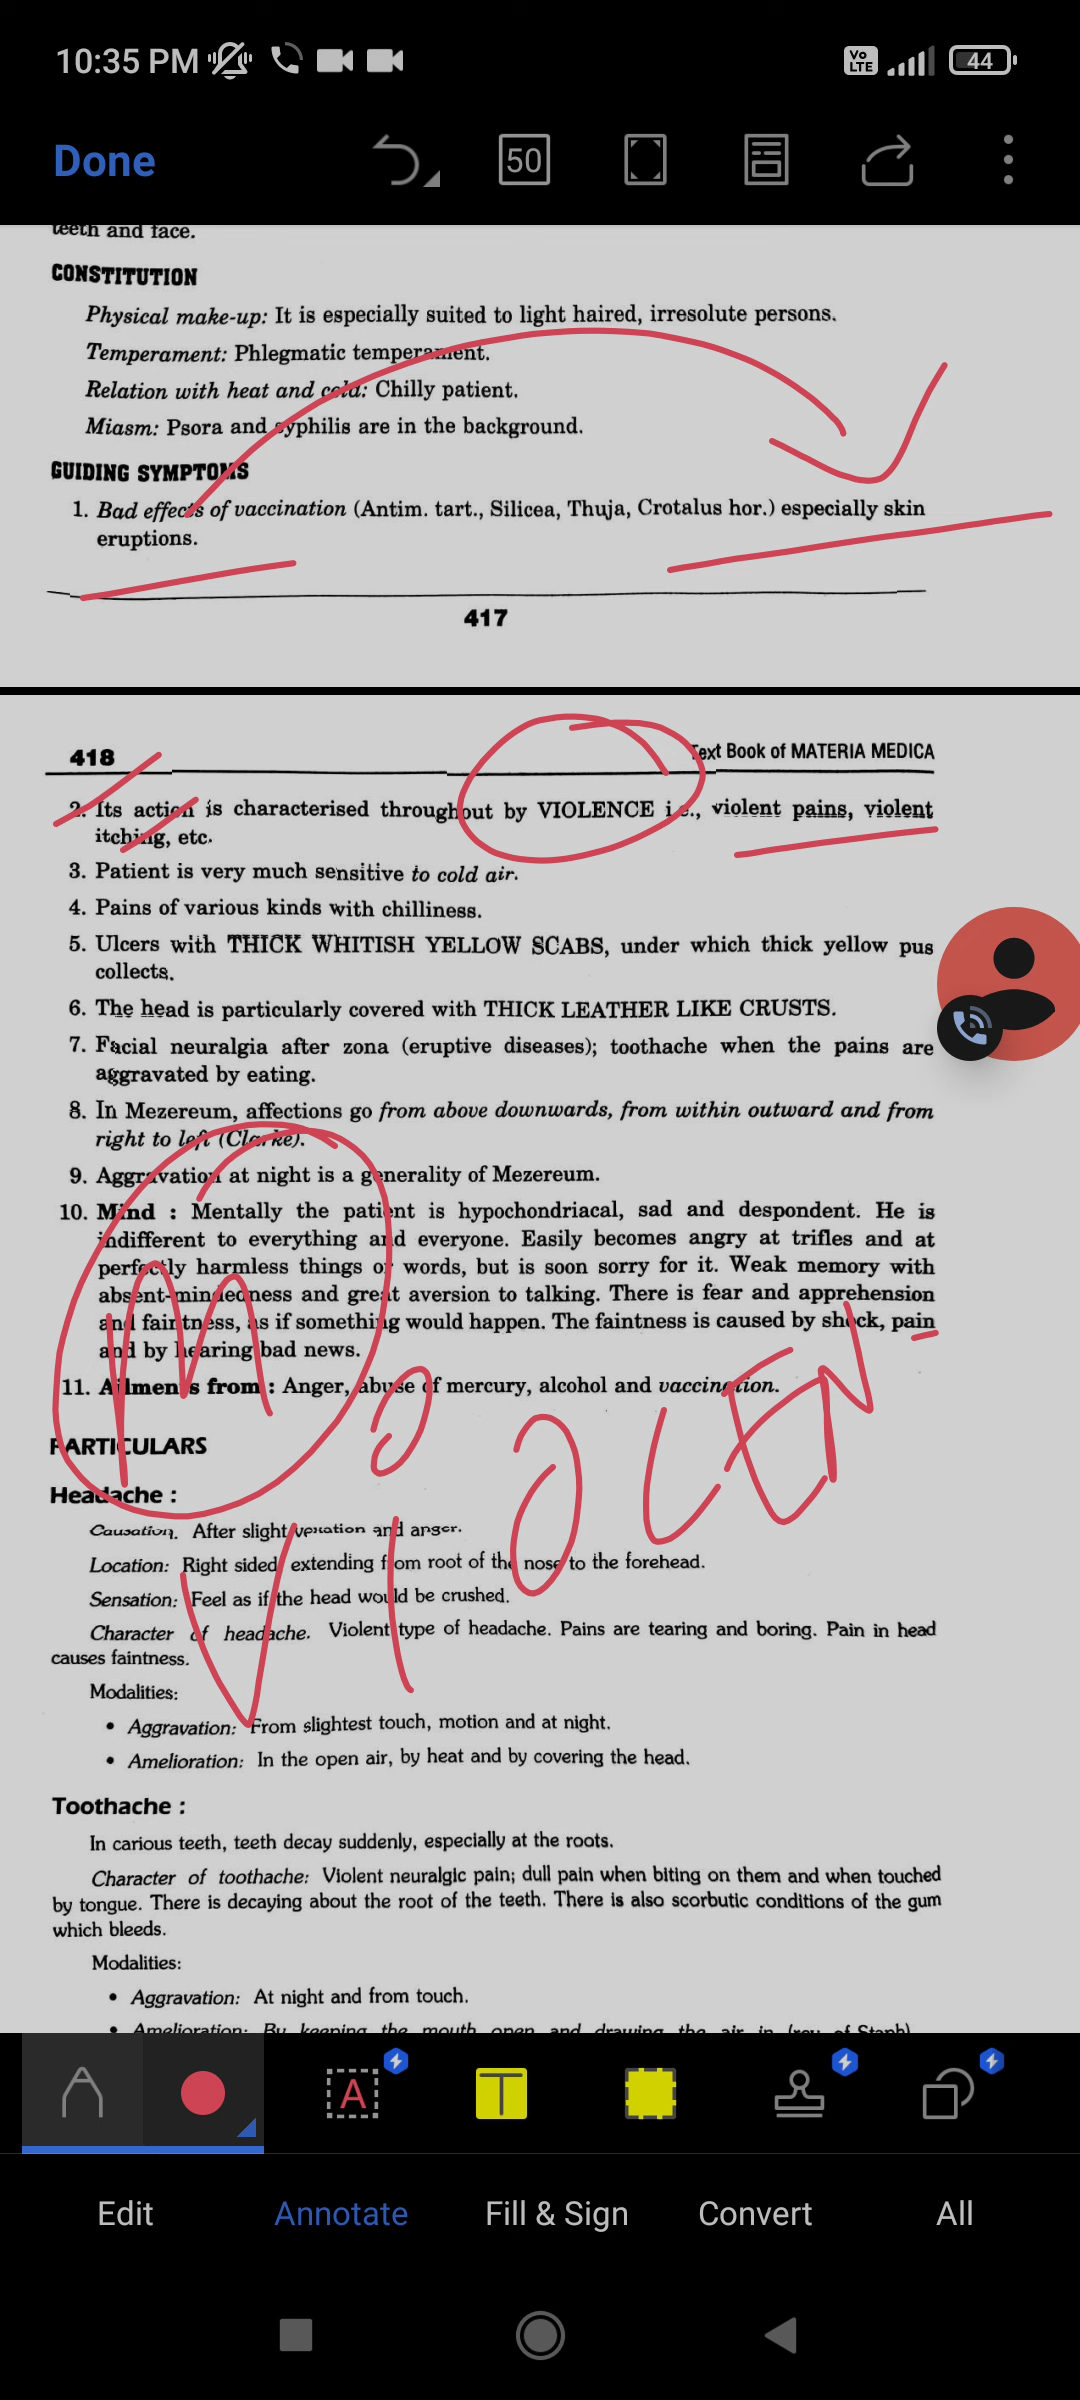 10:35 PM
Vo LTE 44
Done
50
teeth and face.
CONSTITUTION
Physical make-up: It is especially suited to light haired, irresolute persons.
Temperament: Phlegmatic temperament.
Relation with heat and cold: Chilly patient.
Miasm: Psora and syphilis are in the background.
GUIDING SYMPTOMS
1. Bad effects of vaccination (Antim. tart., Silicea, Thuja, Crotalus hor.) especially skin
eruptions.
417
418 Text Book of MATERIA MEDICA
2. Its action is characterised throughout by VIOLENCE i.e., violent pains, violent
itching, etc.
3. Patient is very much sensitive to cold air.
4. Pains of various kinds with chilliness.
5. Ulcers with THICK WHITISH YELLOW SCABS, under which thick yellow pus
collects.
6. The head is particularly covered with THICK LEATHER LIKE CRUSTS.
7. Facial neuralgia after zona (eruptive diseases); toothache when the pains are
aggravated by eating.
8. In Mezereum, affections go from above downwards, from within outward and from
right to left (Clarke).
9. Aggravation at night is a generality of Mezereum.
10. Mind : Mentally the patient is hypochondriacal, sad and despondent. He is
indifferent to everything and everyone. Easily becomes angry at trifles and at
perfectly harmless things or words, but is soon sorry for it. Weak memory with
absent-mindedness and great aversion to talking. There is fear and apprehension
and faintness, as if something would happen. The faintness is caused by shock, pain
and by hearing bad news.
11. Ailments from : Anger, abuse of mercury, alcohol and vaccination.
M
VIOLEN
PARTICULARS
Headache :
Causation. After slight vexation and anger.
Location: Right sided extending from root of the nose to the forehead.
Sensation: Feel as if the head would be crushed.
Character of headache. Violent type of headache. Pains are tearing and boring. Pain in head
causes faintness.
Modalities:
• Aggravation: From slightest touch, motion and at night.
• Amelioration: In the open air, by heat and by covering the head.
Toothache :
In carious teeth, teeth decay suddenly, especially at the roots.
Character of toothache: Violent neuralgic pain; dull pain when biting on them and when touched
by tongue. There is decaying about the root of the teeth. There is also scorbutic conditions of the gum
which bleeds.
Modalities:
• Aggravation: At night and from touch.
• Amelioration: By keeping the mouth open and drawing the air in (rev. of Staph)
A T
Edit Annotate Fill & Sign Convert All